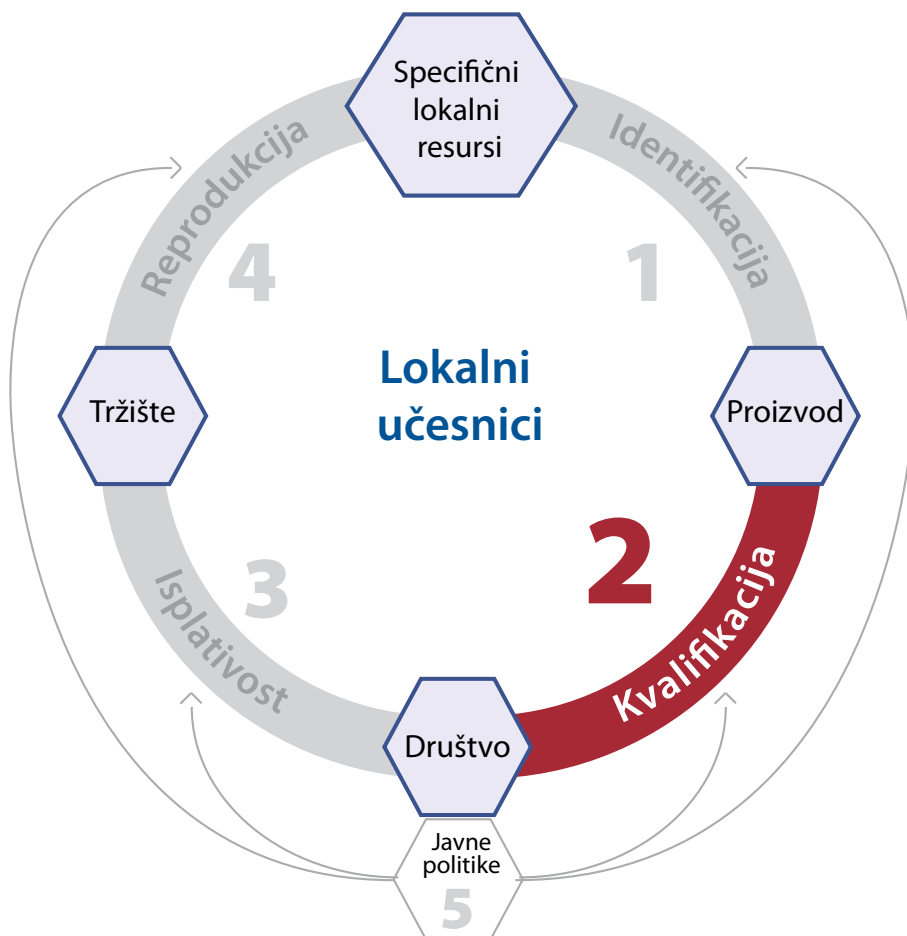 Specifični
lokalni
resursi
Identifikacija
1
Proizvod
Kvalifikacija
2
Društvo
Isplativost
3
Tržište
Reprodukcija
4
Lokalni
učesnici
Javne
politike
5